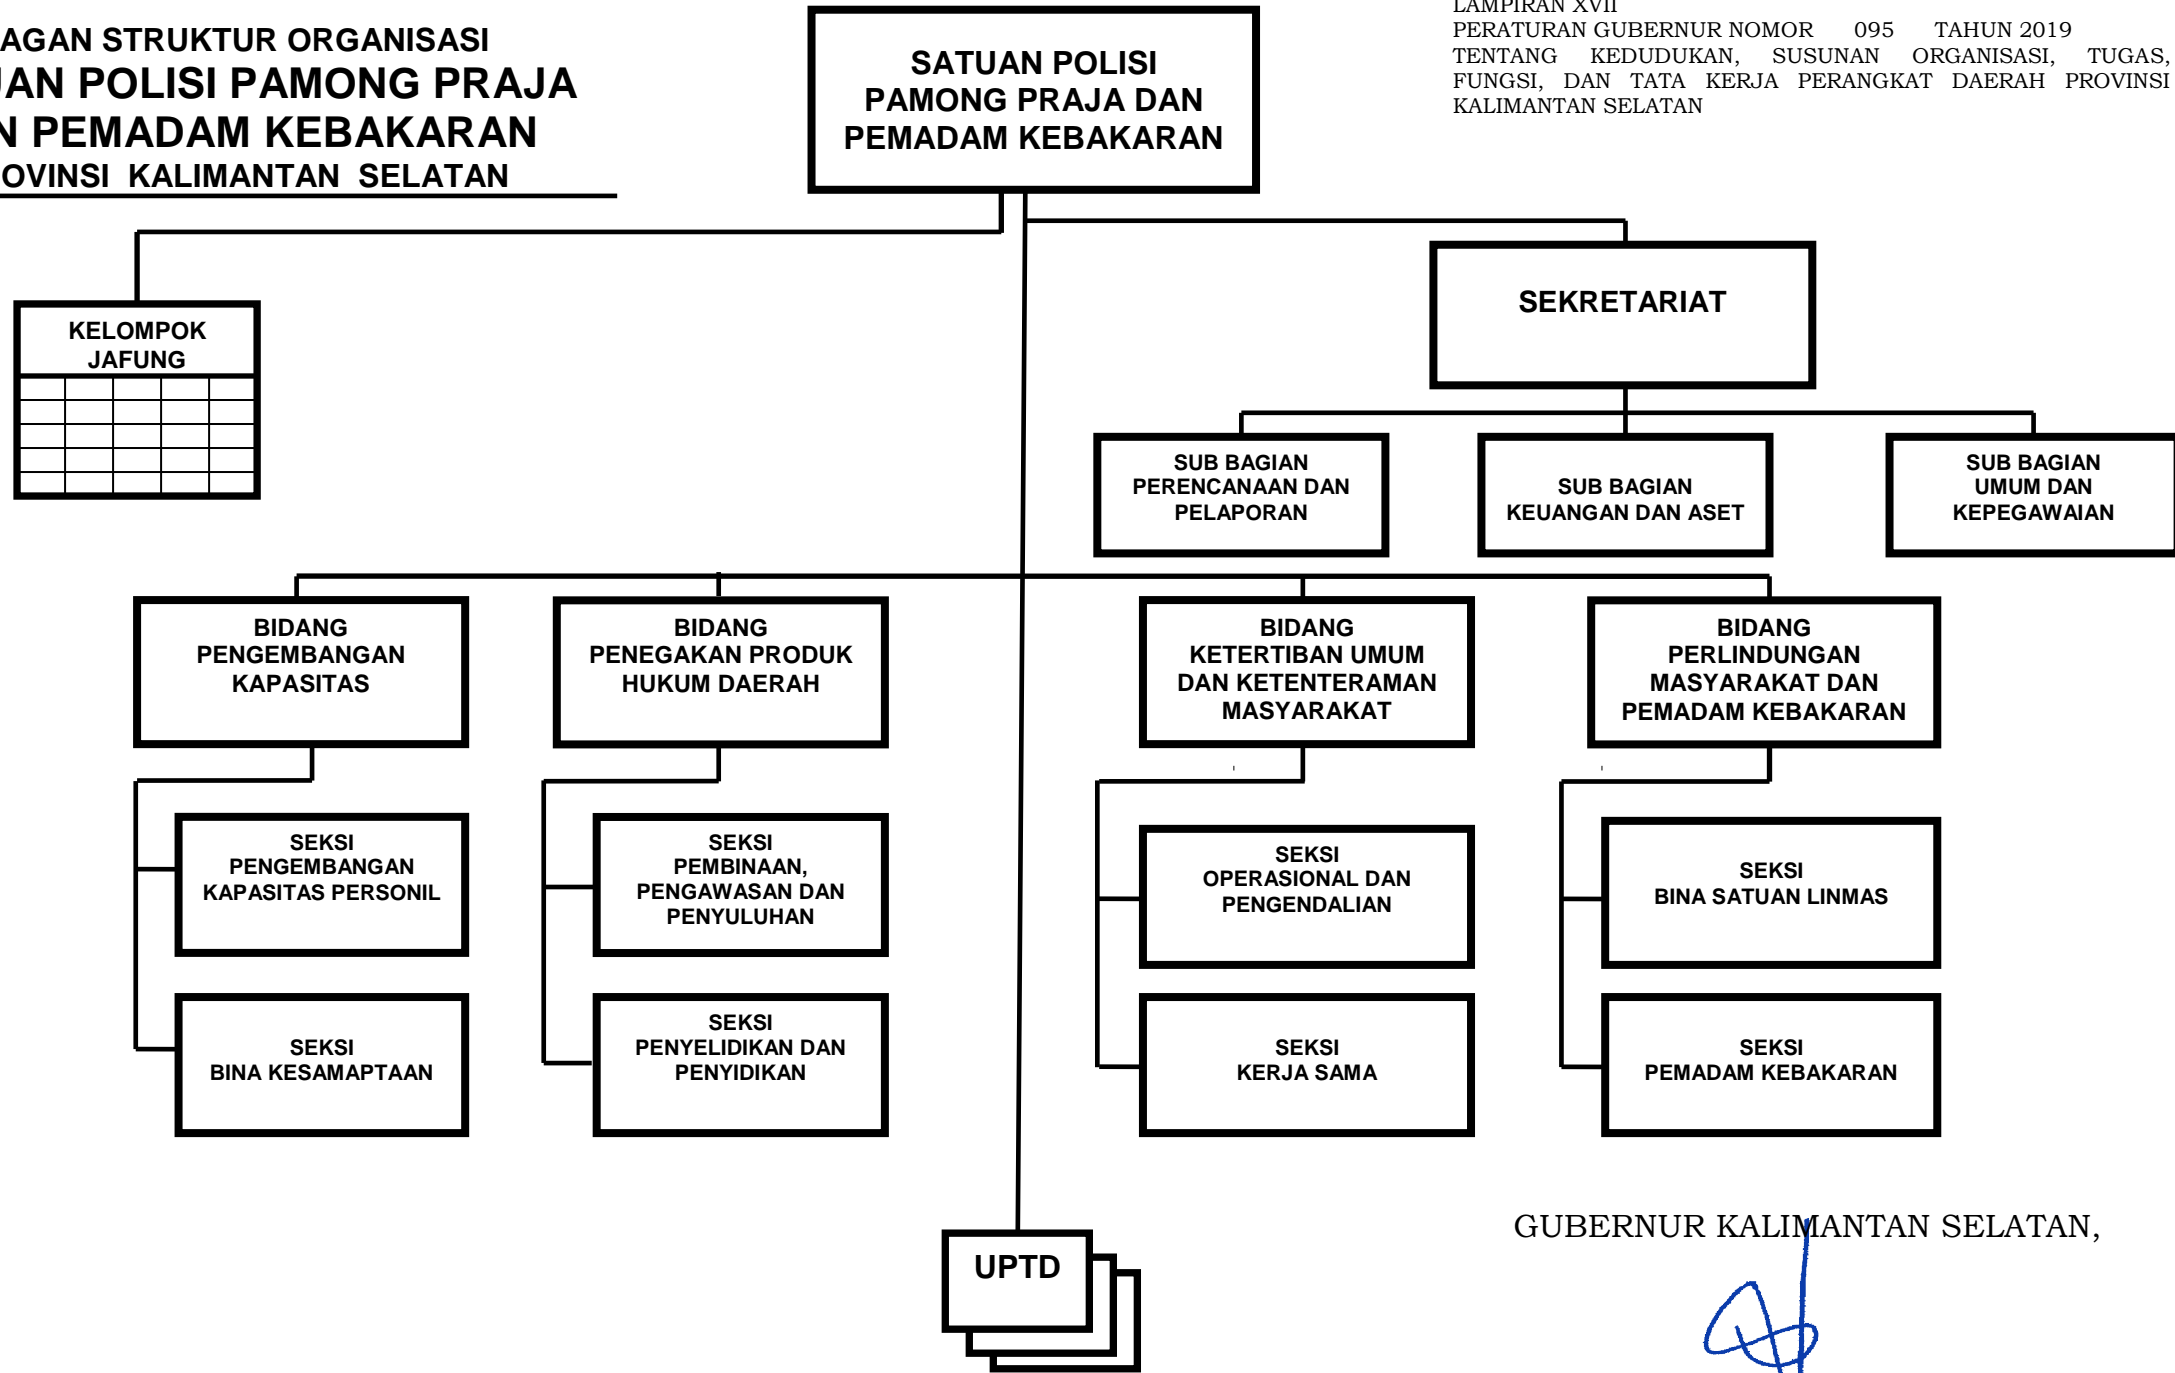 AGAN STRUKTUR ORGANISASI
UAN POLISI PAMONG PRAJA
N PEMADAM KEBAKARAN
OVINSI KALIMANTAN SELATAN
SATUAN POLISI
PAMONG PRAJA DAN
PEMADAM KEBAKARAN
LAMPIRAN XVII
PERATURAN GUBERNUR NOMOR 095 TAHUN 2019
TENTANG KEDUDUKAN, SUSUNAN ORGANISASI, TUGAS,
FUNGSI, DAN TATA KERJA PERANGKAT DAERAH PROVINSI
KALIMANTAN SELATAN
KELOMPOK
JAFUNG
SEKRETARIAT
SUB BAGIAN
PERENCANAAN DAN
PELAPORAN
SUB BAGIAN
KEUANGAN DAN ASET
SUB BAGIAN
UMUM DAN
KEPEGAWAIAN
BIDANG
PENGEMBANGAN
KAPASITAS
BIDANG
PENEGAKAN PRODUK
HUKUM DAERAH
BIDANG
KETERTIBAN UMUM
DAN KETENTERAMAN
MASYARAKAT
BIDANG
PERLINDUNGAN
MASYARAKAT DAN
PEMADAM KEBAKARAN
SEKSI
PENGEMBANGAN
KAPASITAS PERSONIL
SEKSI
PEMBINAAN,
PENGAWASAN DAN
PENYULUHAN
SEKSI
OPERASIONAL DAN
PENGENDALIAN
SEKSI
BINA SATUAN LINMAS
SEKSI
BINA KESAMAPTAAN
SEKSI
PENYELIDIKAN DAN
PENYIDIKAN
SEKSI
KERJA SAMA
SEKSI
PEMADAM KEBAKARAN
UPTD
GUBERNUR KALIMANTAN SELATAN,